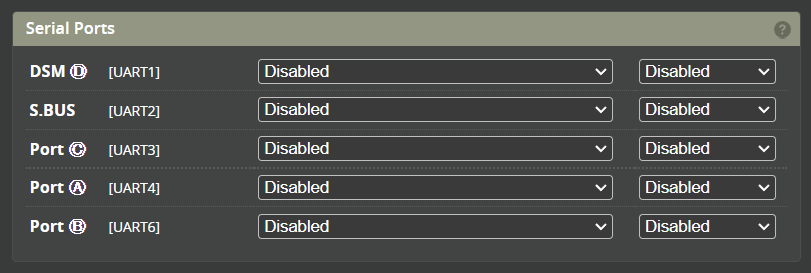 Serial Ports ?
DSM Ⓓ [UART1] Disabled Disabled
S.BUS [UART2] Disabled Disabled
Port Ⓒ [UART3] Disabled Disabled
Port Ⓐ [UART4] Disabled Disabled
Port Ⓑ [UART6] Disabled Disabled